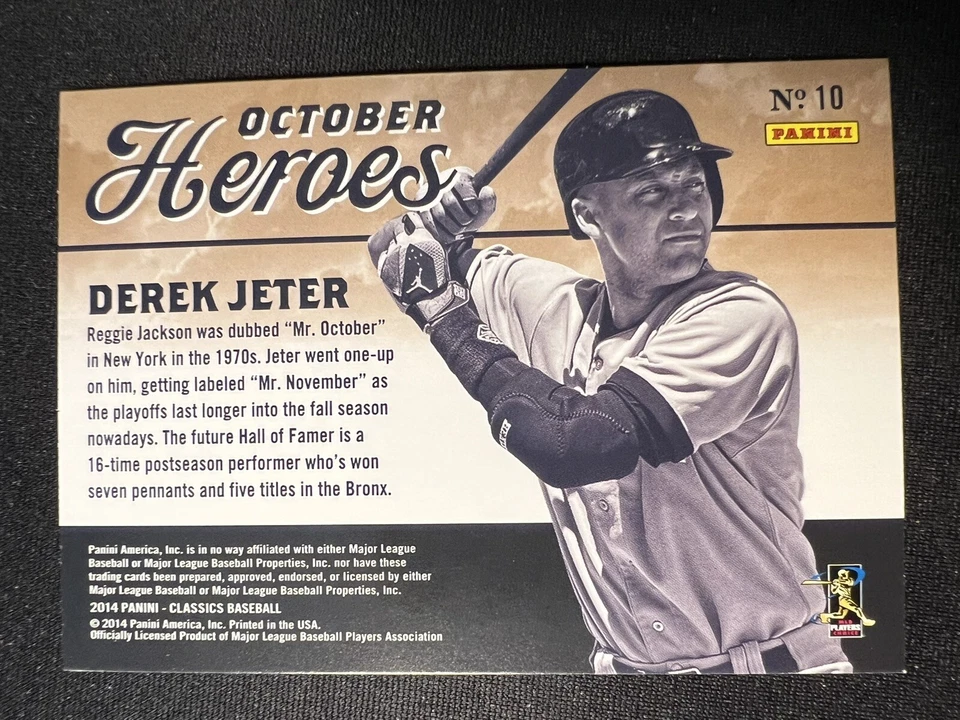 OCTOBER
Heroes
Nº 10
PANINI
DEREK JETER
Reggie Jackson was dubbed “Mr. October”
in New York in the 1970s. Jeter went one-up
on him, getting labeled “Mr. November” as
the playoffs last longer into the fall season
nowadays. The future Hall of Famer is a
16-time postseason performer who’s won
seven pennants and five titles in the Bronx.
Panini America, Inc. is in no way affiliated with either Major League
Baseball or Major League Baseball Properties, Inc. nor have these
trading cards been prepared, approved, endorsed, or licensed by either
Major League Baseball or Major League Baseball Properties, Inc.
2014 PANINI - CLASSICS BASEBALL
© 2014 Panini America, Inc. Printed in the USA.
Officially Licensed Product of Major League Baseball Players Association
PLAYERS
CHOICE